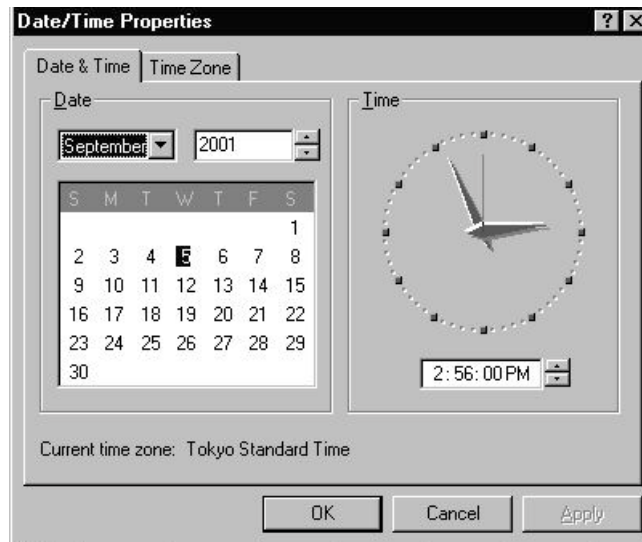 Date/Time Properties ? X
Date & Time Time Zone
Date
September 2001
S M T W T F S
1
2 3 4 5 6 7 8
9 10 11 12 13 14 15
16 17 18 19 20 21 22
23 24 25 26 27 28 29
30
Time
2:56:00 PM
Current time zone: Tokyo Standard Time
OK Cancel Apply